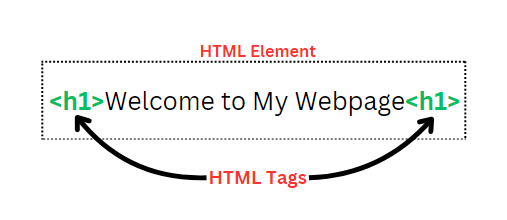 HTML Element
<h1>Welcome to My Webpage<h1>
HTML Tags